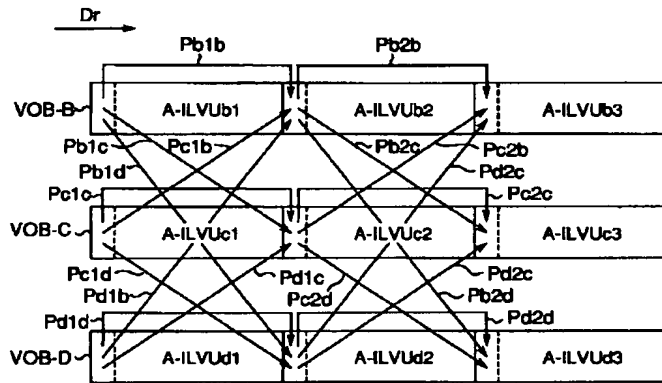 Dr
Pb1b Pb2b
VOB-B A-ILVUb1 A-ILVUb2 A-ILVUb3
Pb1c Pc1b Pb2c Pc2b
Pb1d Pd2c
Pc1c Pc2c
VOB-C A-ILVUc1 A-ILVUc2 A-ILVUc3
Pc1d Pd1c Pd2c
Pd1b Pc2d Pb2d
Pd1d Pd2d
VOB-D A-ILVUd1 A-ILVUd2 A-ILVUd3